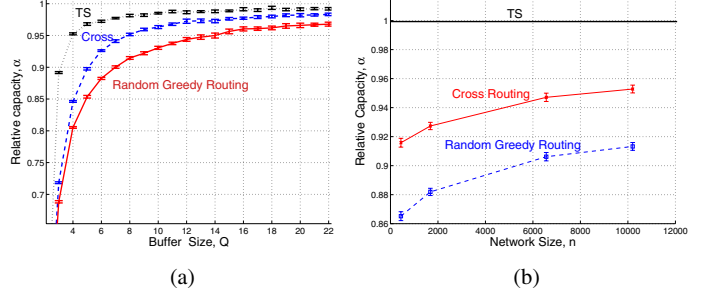 1
0.95
0.9
0.85
0.8
0.75
0.7
Relative capacity, α
TS
Cross
Random Greedy Routing
4 6 8 10 12 14 16 18 20 22
Buffer Size, Q
(a)
TS
1
0.98
0.96
0.94
0.92
0.9
0.88
0.86
Relative Capacity, α
Cross Routing
Random Greedy Routing
0 2000 4000 6000 8000 10000 12000
Network Size, n
(b)